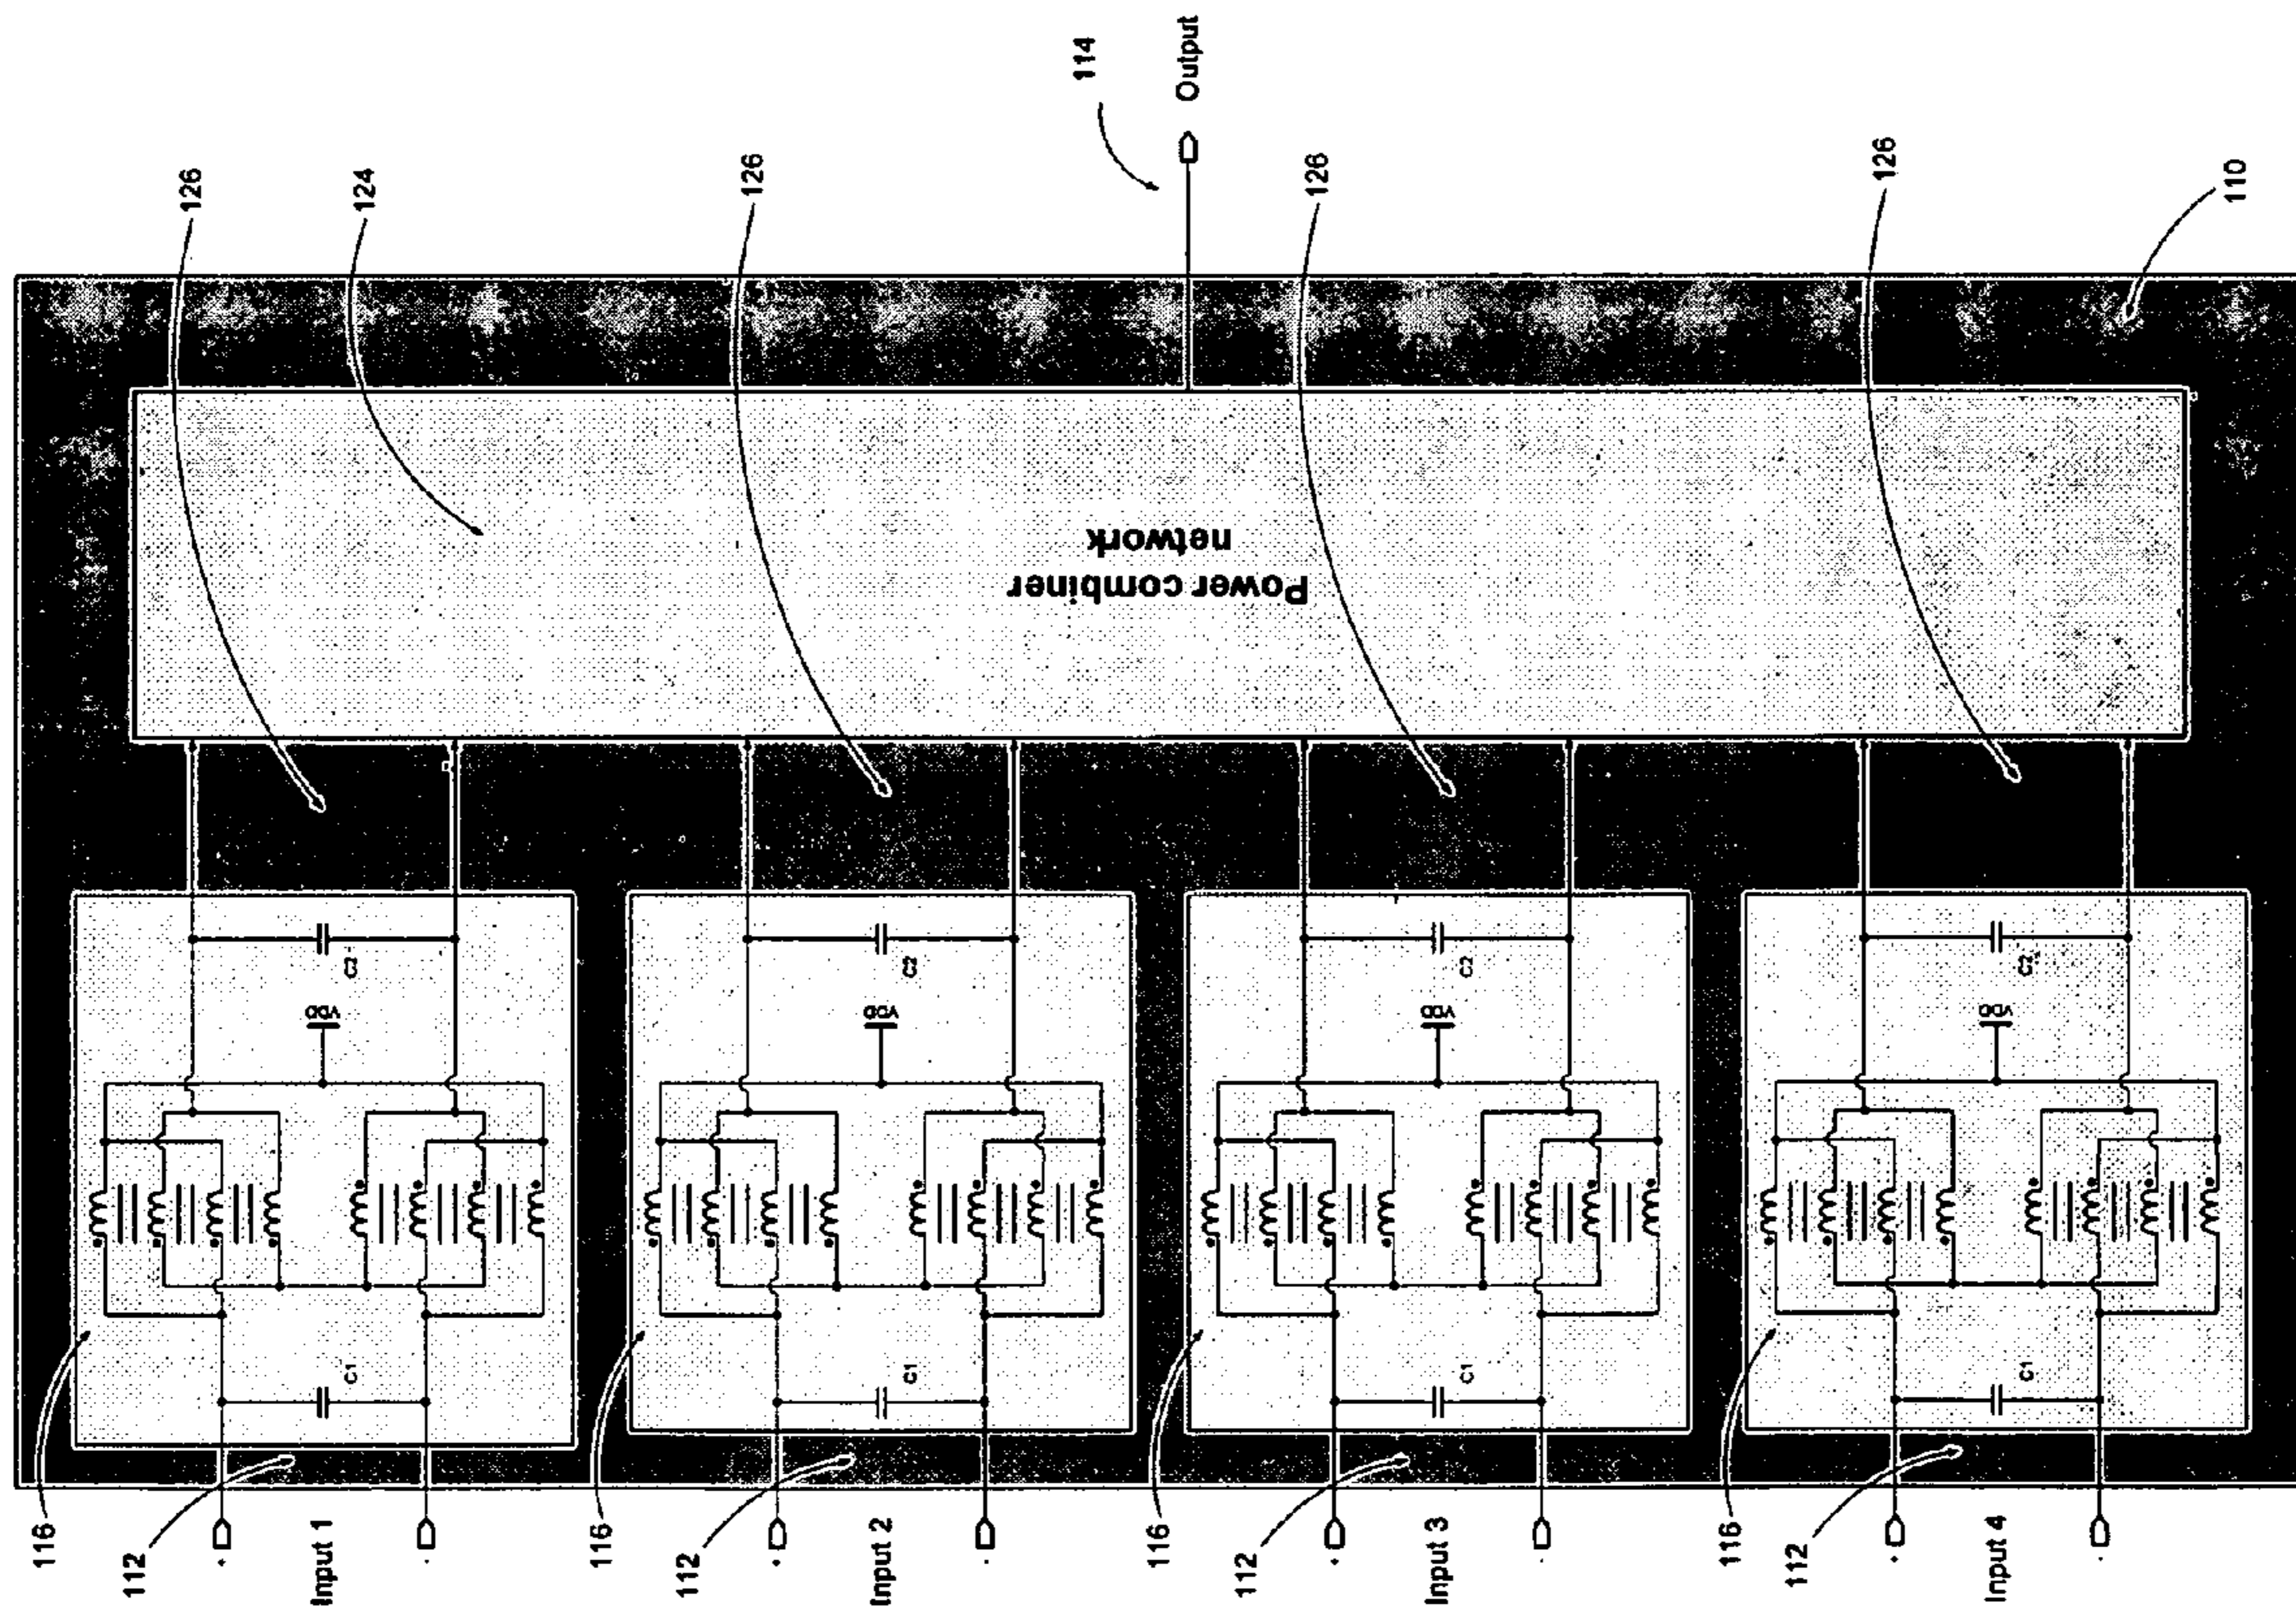 116
112
+
Input 1
-
C1
VDD
C2
126
116
112
+
Input 2
-
C1
VDD
C2
126
116
112
+
Input 3
-
C1
VDD
C2
126
116
112
+
Input 4
-
C1
VDD
C2
126
124
Power combiner
network
114
Output
110